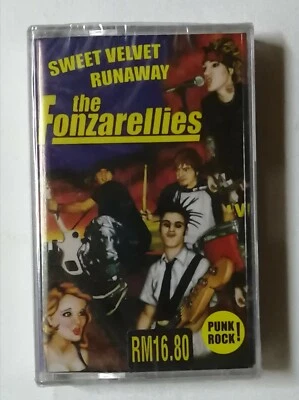 SWEET VELVET
RUNAWAY
the
Fonzarellies
PUNK
ROCK!
RM16.80